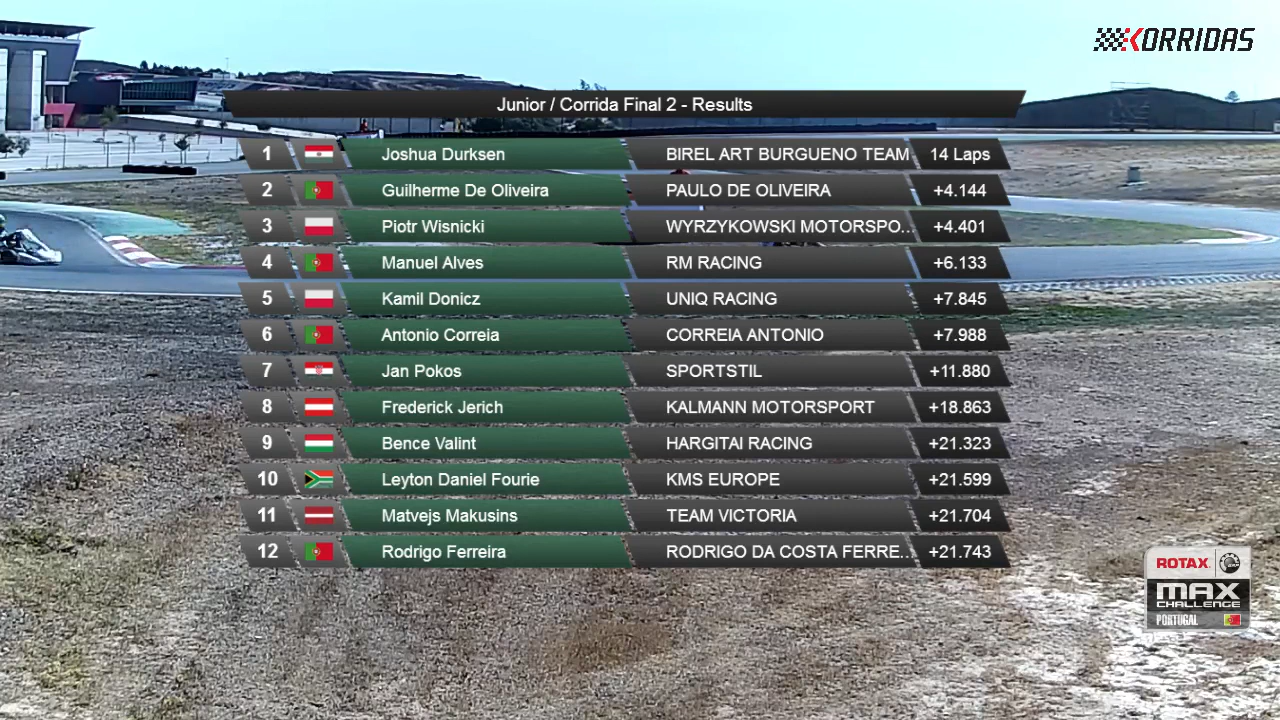 KORRIDAS
Junior / Corrida Final 2 - Results
1 Joshua Durksen BIREL ART BURGUENO TEAM 14 Laps
2 Guilherme De Oliveira PAULO DE OLIVEIRA +4.144
3 Piotr Wisnicki WYRZYKOWSKI MOTORSPO... +4.401
4 Manuel Alves RM RACING +6.133
5 Kamil Donicz UNIQ RACING +7.845
6 Antonio Correia CORREIA ANTONIO +7.988
7 Jan Pokos SPORTSTIL +11.880
8 Frederick Jerich KALMANN MOTORSPORT +18.863
9 Bence Valint HARGITAI RACING +21.323
10 Leyton Daniel Fourie KMS EUROPE +21.599
11 Matvejs Makusins TEAM VICTORIA +21.704
12 Rodrigo Ferreira RODRIGO DA COSTA FERRE... +21.743
ROTAX
MAX
CHALLENGE
PORTUGAL